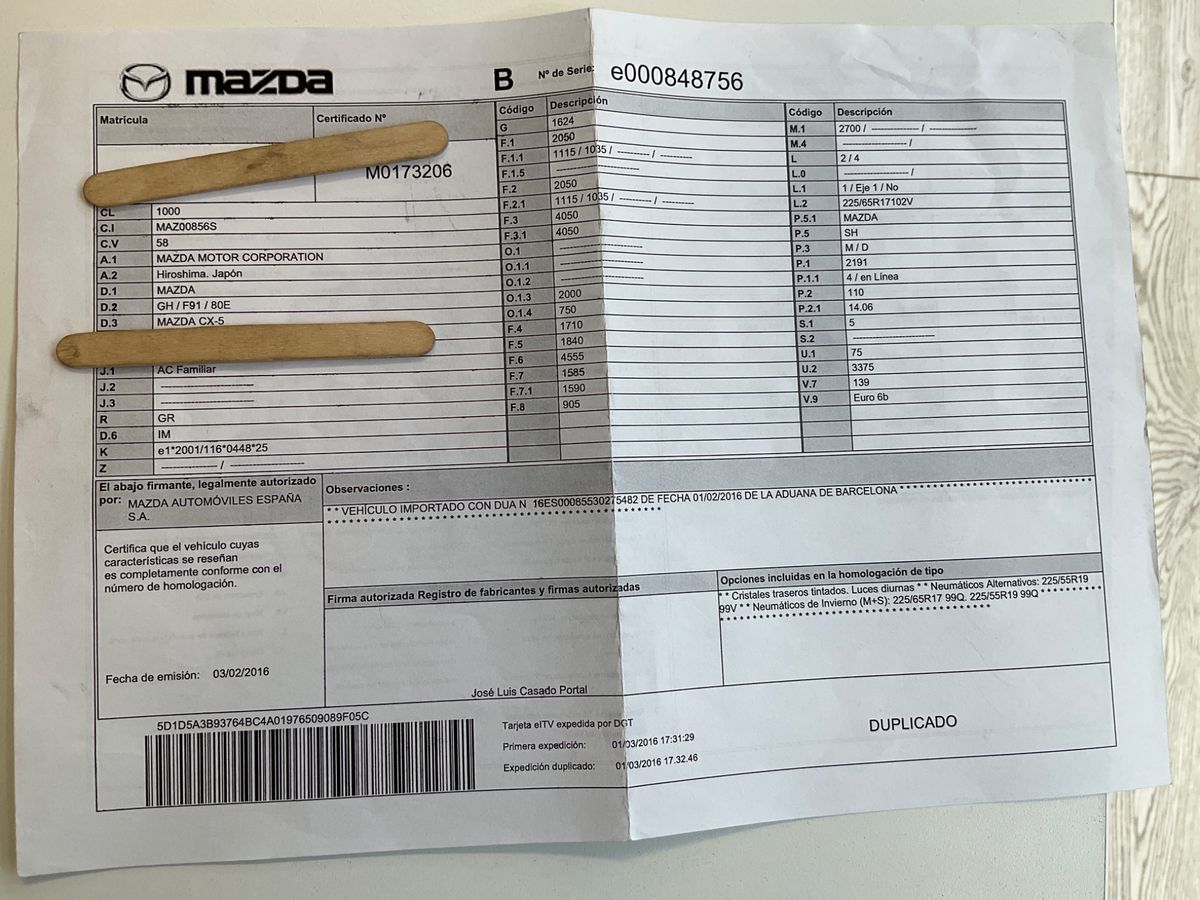 mazda
B
Nº de Serie: e000848756
Matrícula
Certificado Nº
M0173206
CL 1000
C.I MAZ00856S
C.V 58
A.1 MAZDA MOTOR CORPORATION
A.2 Hiroshima. Japón
D.1 MAZDA
D.2 GH / F91 / 80E
D.3 MAZDA CX-5
J.1 AC Familiar
J.2 ------------------------
J.3 ------------------------
R GR
D.6 IM
K e1*2001/116*0448*25
Z --------------- / --------------------
Código Descripción
G 1624
F.1 2050
F.1.1 1115 / 1035 / ---------- / ----------
F.1.5 ------------------------
F.2 2050
F.2.1 1115 / 1035 / ---------- / ----------
F.3 4050
F.3.1 4050
O.1 ------------------------
O.1.1 ------------------------
O.1.2 ------------------------
O.1.3 2000
O.1.4 750
F.4 1710
F.5 1840
F.6 4555
F.7 1585
F.7.1 1590
F.8 905
Código Descripción
M.1 2700 / --------------- / ---------------
M.4 --------------------- /
L 2 / 4
L.0 --------------------- /
L.1 1 / Eje 1 / No
L.2 225/65R17102V
P.5.1 MAZDA
P.5 SH
P.3 M / D
P.1 2191
P.1.1 4 / en Línea
P.2 110
P.2.1 14.06
S.1 5
S.2 ------------------------
U.1 75
U.2 3375
V.7 139
V.9 Euro 6b
El abajo firmante, legalmente autorizado
por: MAZDA AUTOMÓVILES ESPAÑA
S.A.
Certifica que el vehículo cuyas
características se reseñan
es completamente conforme con el
número de homologación.
Fecha de emisión: 03/02/2016
Observaciones :
* * VEHÍCULO IMPORTADO CON DUA N 16ES00085530275482 DE FECHA 01/02/2016 DE LA ADUANA DE BARCELONA * * * * * * * * * * * * * * * * * * * * * * * * * * *
* * * * * * * * * * * * * * * * * * * * * * * * * * * * * * * * * * * * * * * * * * * * * * *
Firma autorizada Registro de fabricantes y firmas autorizadas
José Luis Casado Portal
Opciones incluidas en la homologación de tipo
* * Cristales traseros tintados. Luces diurnas * * Neumáticos Alternativos: 225/55R19
99V * * Neumáticos de Invierno (M+S): 225/65R17 99Q. 225/55R19 99Q * * * * * * * * * *
* * * * * * * * * * * * * * * * * * * * * * * * * * * * * * * * * * * * * *
5D1D5A3B93764BC4A01976509089F05C
Tarjeta eITV expedida por DGT
Primera expedición: 01/03/2016 17:31:29
Expedición duplicado: 01/03/2016 17.32.46
DUPLICADO